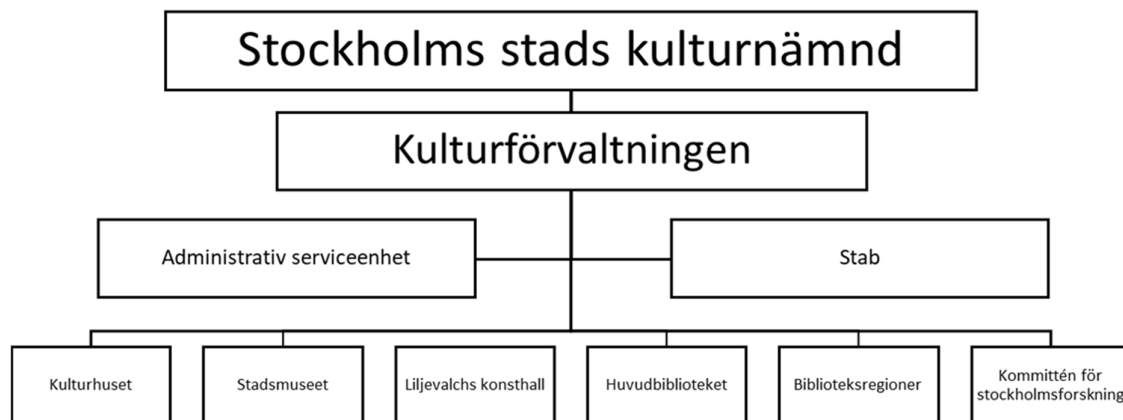 Stockholms stads kulturnämnd
Kulturförvaltningen
Administrativ serviceenhet
Stab
Kulturhuset
Stadsmuseet
Liljevalchs konsthall
Huvudbiblioteket
Biblioteksregioner
Kommittén för
stockholmsforskning